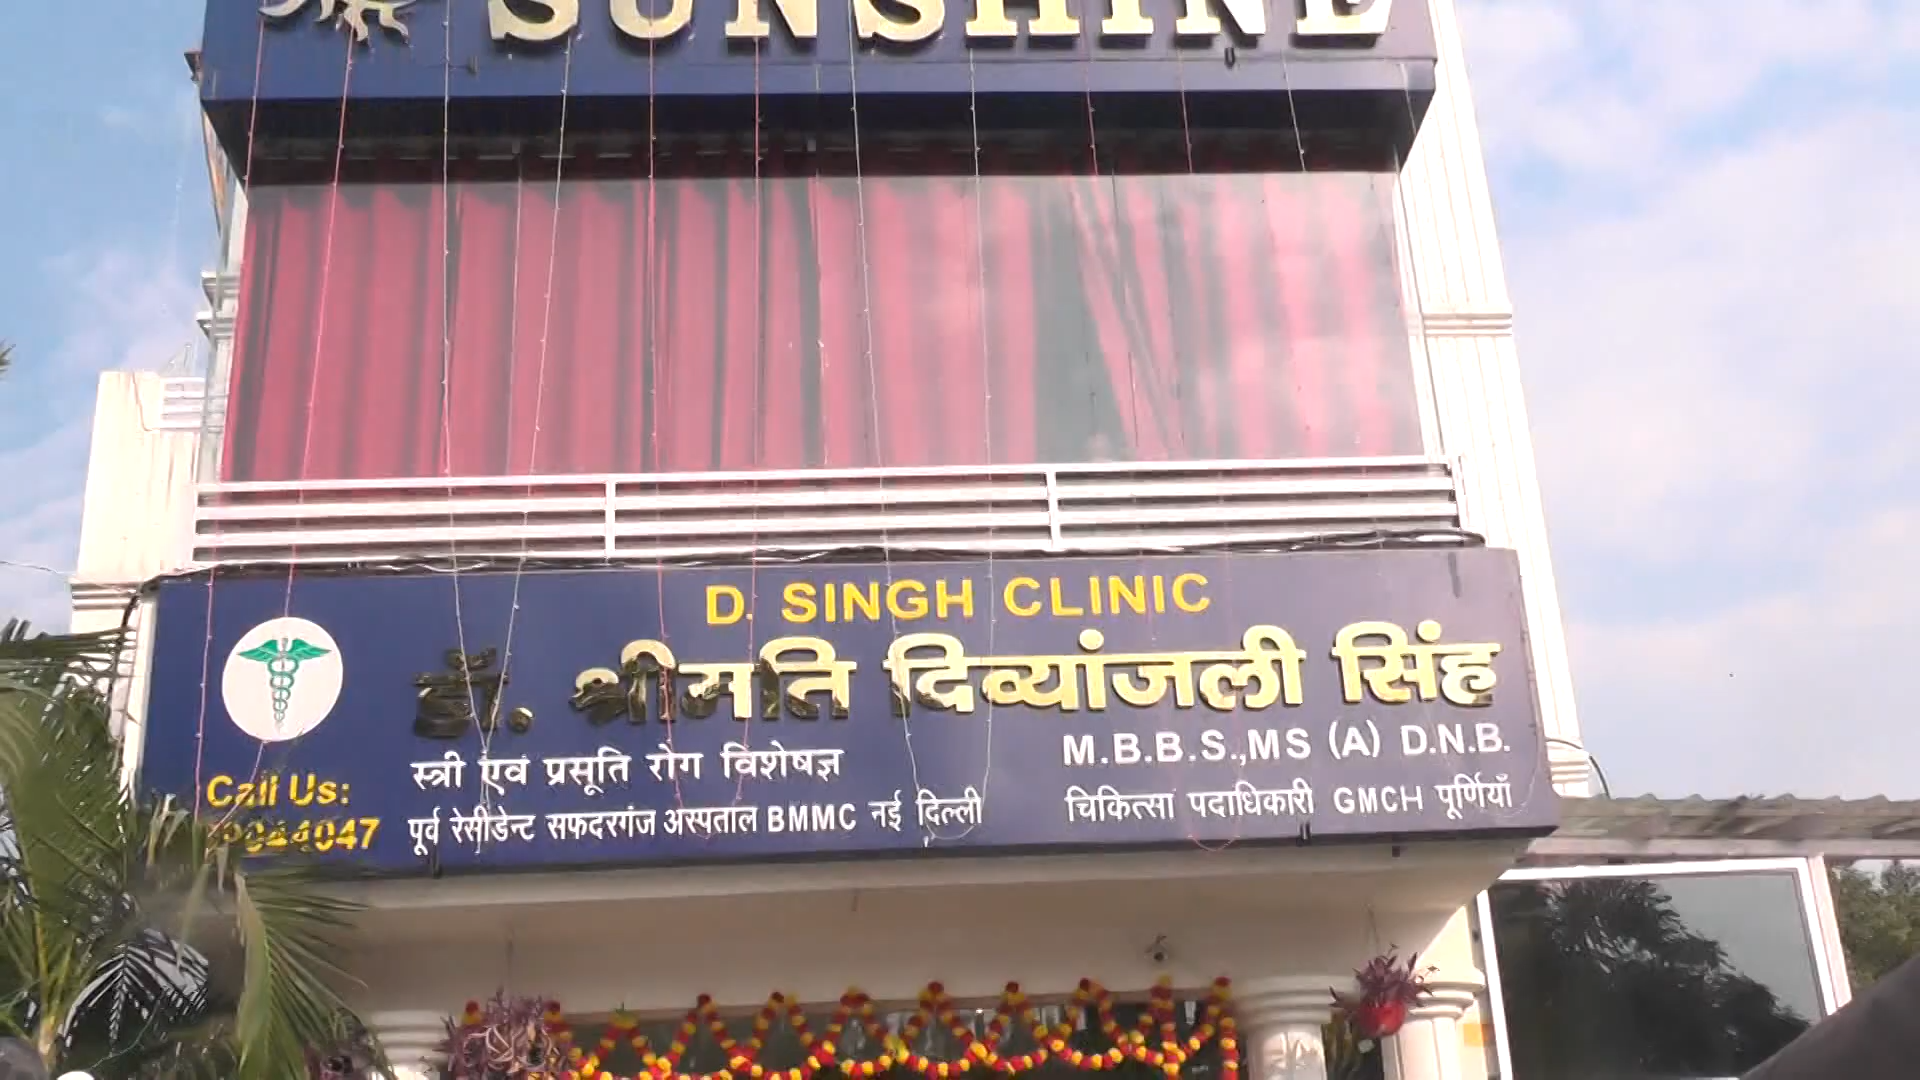 SUNSHINE
D. SINGH CLINIC
डॉ. श्रीमति दिव्यांजली सिंह
स्त्री एवं प्रसूति रोग विशेषज्ञ
M.B.B.S.,MS (A) D.N.B.
पूर्व रेसीडेन्ट सफदरगंज अस्पताल BMMC नई दिल्ली
चिकित्सा पदाधिकारी GMCH पूर्णियाँ
Call Us: